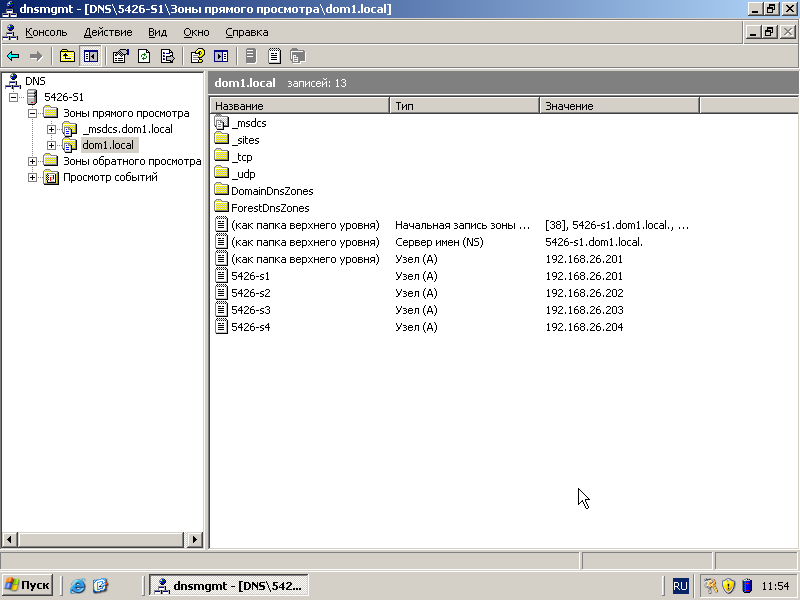 dnsmgmt - [DNS\5426-S1\Зоны прямого просмотра\dom1.local]
Консоль Действие Вид Окно Справка
DNS
5426-S1
Зоны прямого просмотра
_msdcs.dom1.local
dom1.local
Зоны обратного просмотра
Просмотр событий
dom1.local записей: 13
Название Тип Значение
_msdcs
_sites
_tcp
_udp
DomainDnsZones
ForestDnsZones
(как папка верхнего уровня) Начальная запись зоны ... [38], 5426-s1.dom1.local., ...
(как папка верхнего уровня) Сервер имен (NS) 5426-s1.dom1.local.
(как папка верхнего уровня) Узел (A) 192.168.26.201
5426-s1 Узел (A) 192.168.26.201
5426-s2 Узел (A) 192.168.26.202
5426-s3 Узел (A) 192.168.26.203
5426-s4 Узел (A) 192.168.26.204
Пуск dnsmgmt - [DNS\542... RU 11:54